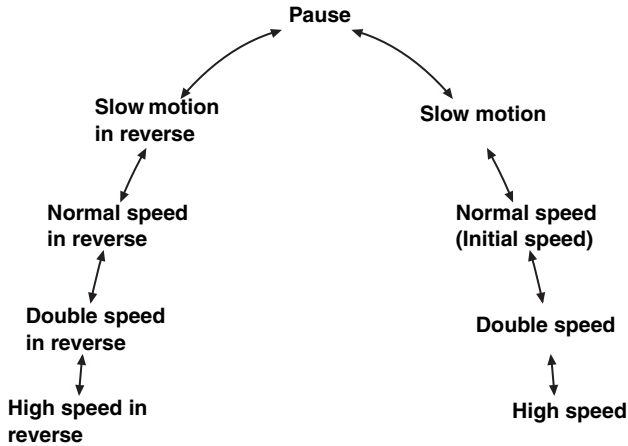 Pause
Slow motion
in reverse
Slow motion
Normal speed
in reverse
Normal speed
(Initial speed)
Double speed
in reverse
Double speed
High speed in
reverse
High speed